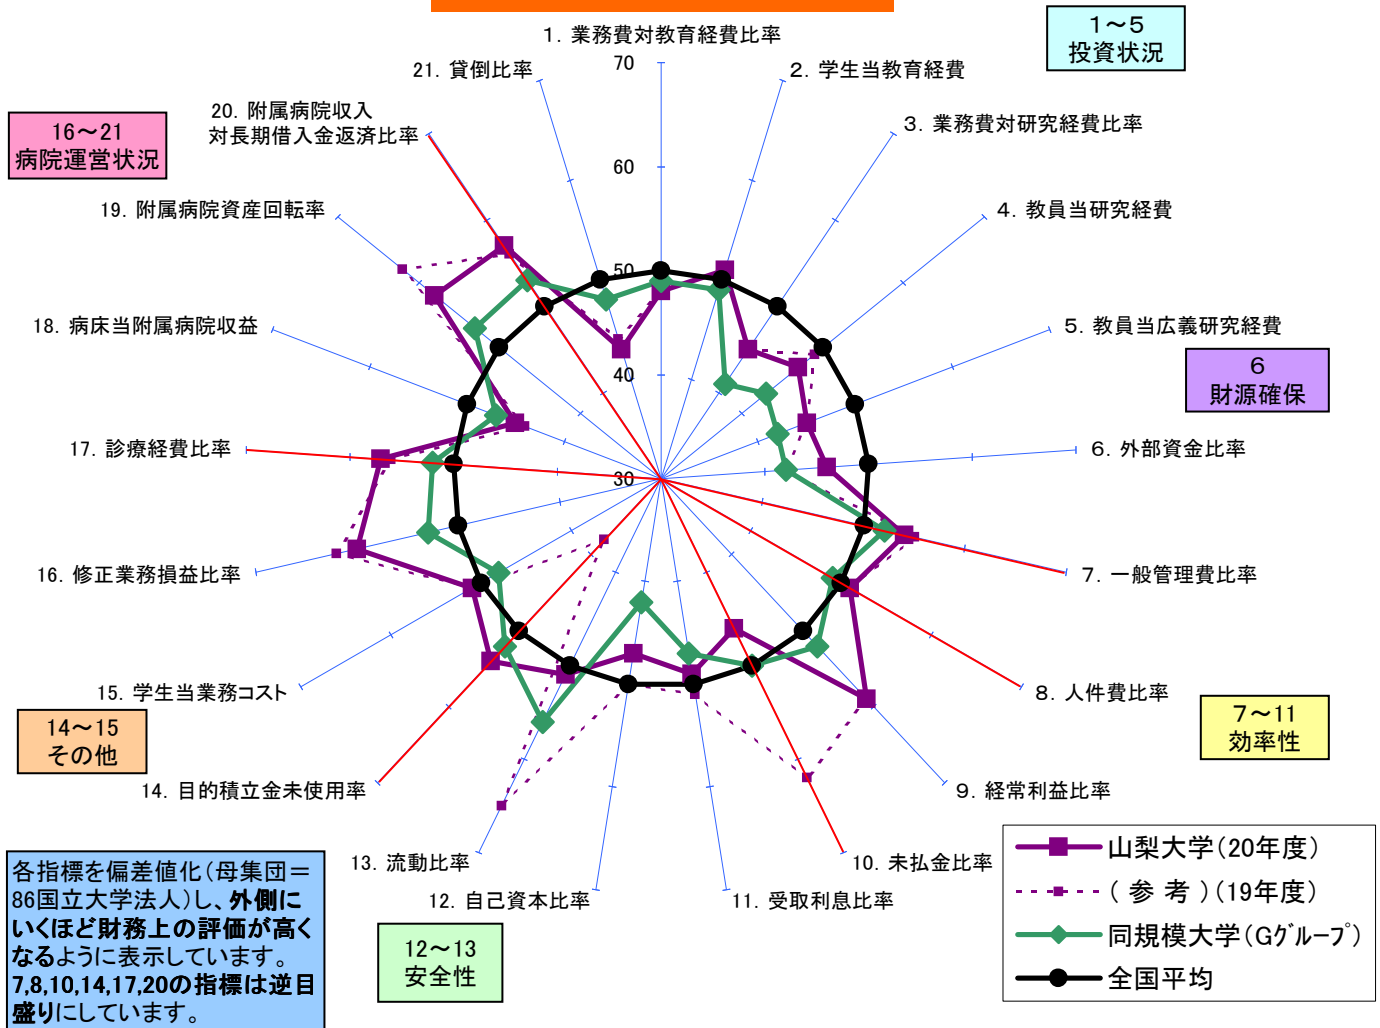 1. 業務費対教育経費比率
2. 学生当教育経費
3. 業務費対研究経費比率
4. 教員当研究経費
5. 教員当広義研究経費
6. 外部資金比率
7. 一般管理費比率
8. 人件費比率
9. 経常利益比率
10. 未払金比率
11. 受取利息比率
12. 自己資本比率
13. 流動比率
14. 目的積立金未使用率
15. 学生当業務コスト
16. 修正業務損益比率
17. 診療経費比率
18. 病床当附属病院収益
19. 附属病院資産回転率
20. 附属病院収入
対長期借入金返済比率
21. 貸倒比率
70
60
50
40
30
1～5
投資状況
6
財源確保
7～11
効率性
12～13
安全性
14～15
その他
16～21
病院運営状況
山梨大学(20年度)
( 参 考 )(19年度)
同規模大学(Gｸﾞﾙｰﾌﾟ)
全国平均
各指標を偏差値化(母集団＝
86国立大学法人)し、外側に
いくほど財務上の評価が高く
なるように表示しています。
7,8,10,14,17,20の指標は逆目
盛りにしています。